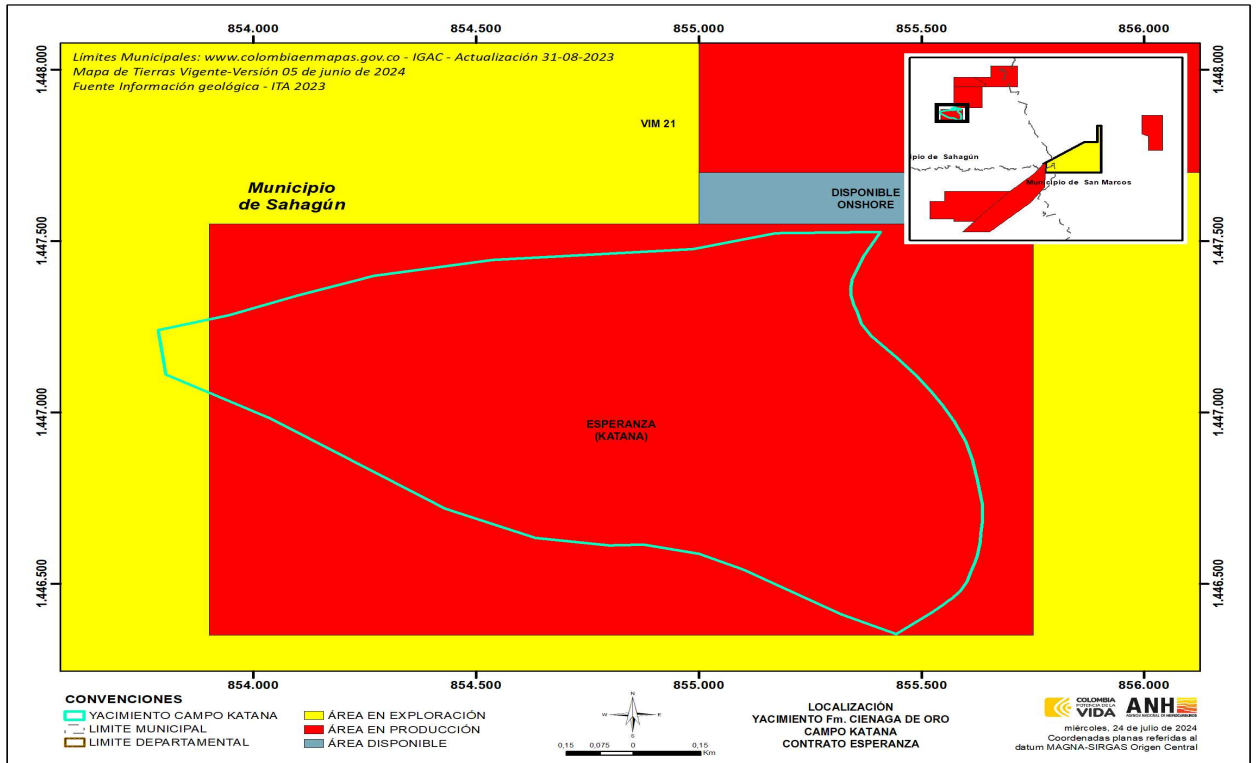 854.000 854.500 855.000 855.500 856.000
1.448.000
1.447.500
1.447.000
1.446.500
Límites Municipales: www.colombiaenmapas.gov.co - IGAC - Actualización 31-08-2023
Mapa de Tierras Vigente-Versión 05 de junio de 2024
Fuente Información geológica - ITA 2023
VIM 21
Municipio
de Sahagún
DISPONIBLE
ONSHORE
ipio de Sahagún
Municipio de San Marcos
ESPERANZA
(KATANA)
1.448.000
1.447.500
1.447.000
1.446.500
854.000 854.500 855.000 855.500 856.000
CONVENCIONES
YACIMIENTO CAMPO KATANA
LIMITE MUNICIPAL
LIMITE DEPARTAMENTAL
ÁREA EN EXPLORACIÓN
ÁREA EN PRODUCCIÓN
ÁREA DISPONIBLE
N
W E
S
0,15 0,075 0 0,15
Km
LOCALIZACIÓN
YACIMIENTO Fm. CIENAGA DE ORO
CAMPO KATANA
CONTRATO ESPERANZA
COLOMBIA
POTENCIA DE LA
VIDA
ANH
AGENCIA NACIONAL DE HIDROCARBUROS
miércoles, 24 de julio de 2024
Coordenadas planas referidas al
datum MAGNA-SIRGAS Origen Central